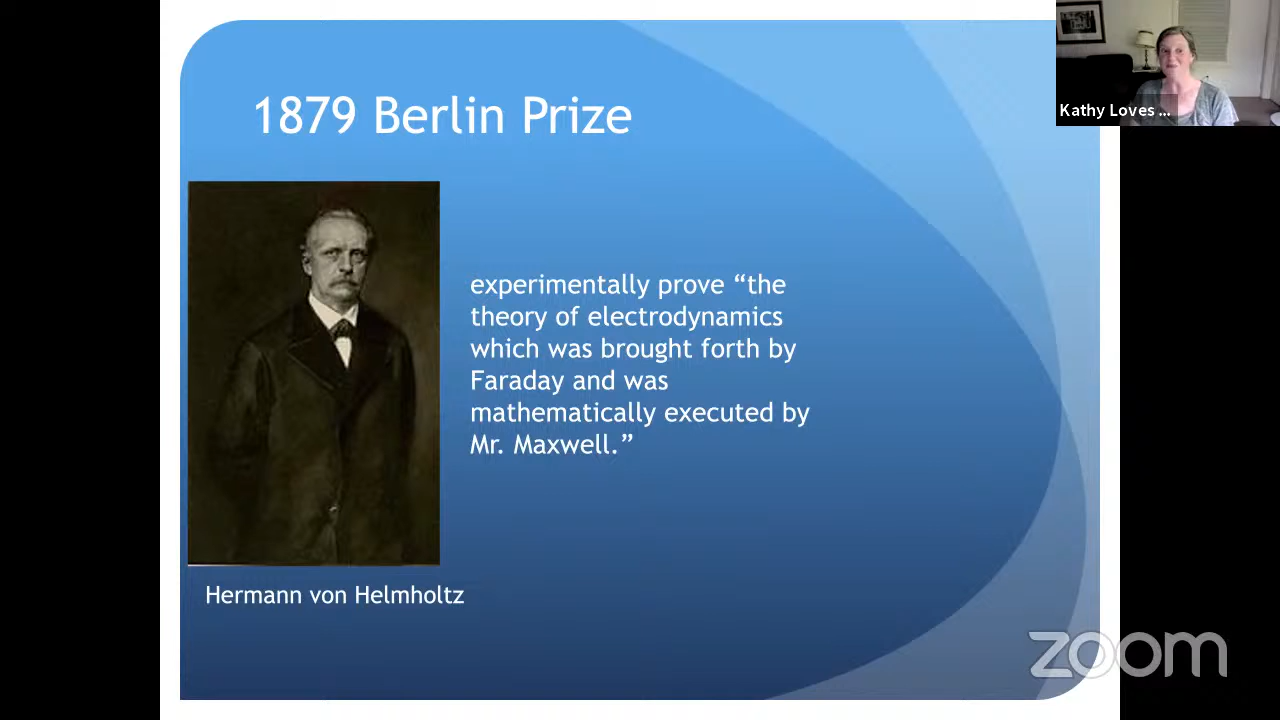 1879 Berlin Prize
Kathy Loves ...
experimentally prove “the
theory of electrodynamics
which was brought forth by
Faraday and was
mathematically executed by
Mr. Maxwell.”
Hermann von Helmholtz
zoom